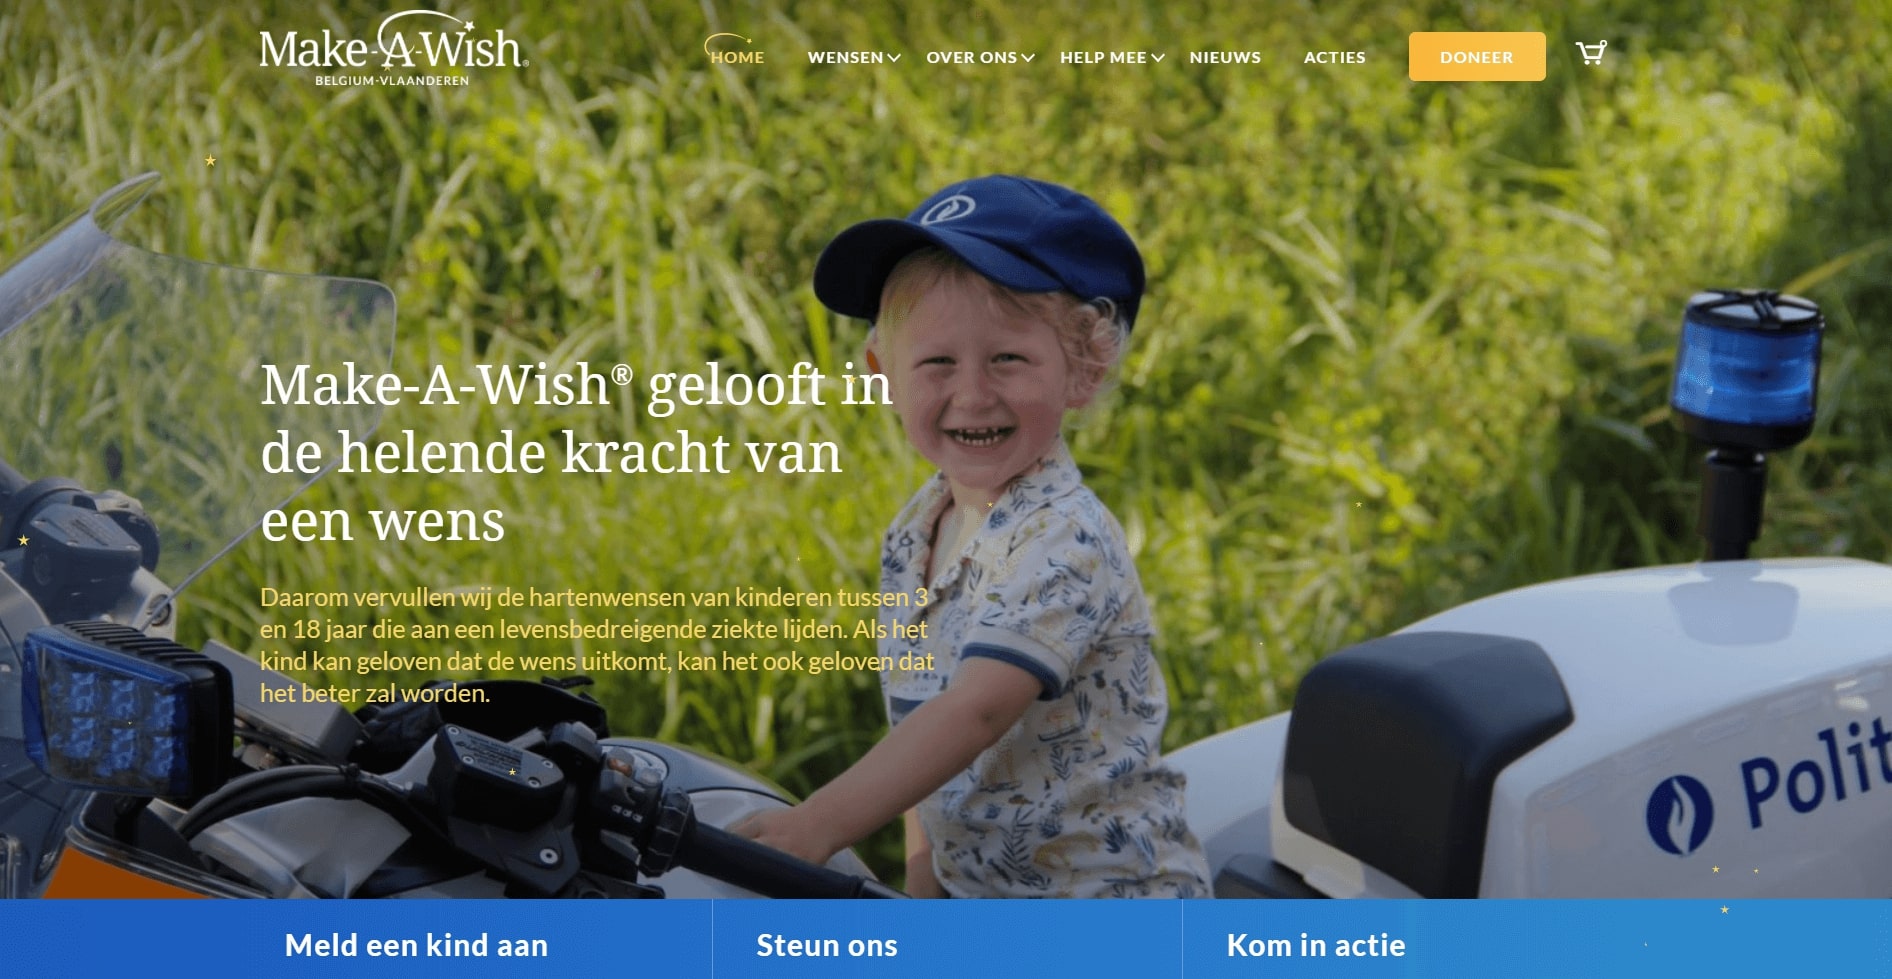 Make-A-Wish®
BELGIUM-VLAANDEREN
HOME WENSEN OVER ONS HELP MEE NIEUWS ACTIES DONEER
Make-A-Wish® gelooft in
de helende kracht van
een wens
Daarom vervullen wij de hartenwensen van kinderen tussen 3
en 18 jaar die aan een levensbedreigende ziekte lijden. Als het
kind kan geloven dat de wens uitkomt, kan het ook geloven dat
het beter zal worden.
Polit
Meld een kind aan
Steun ons
Kom in actie